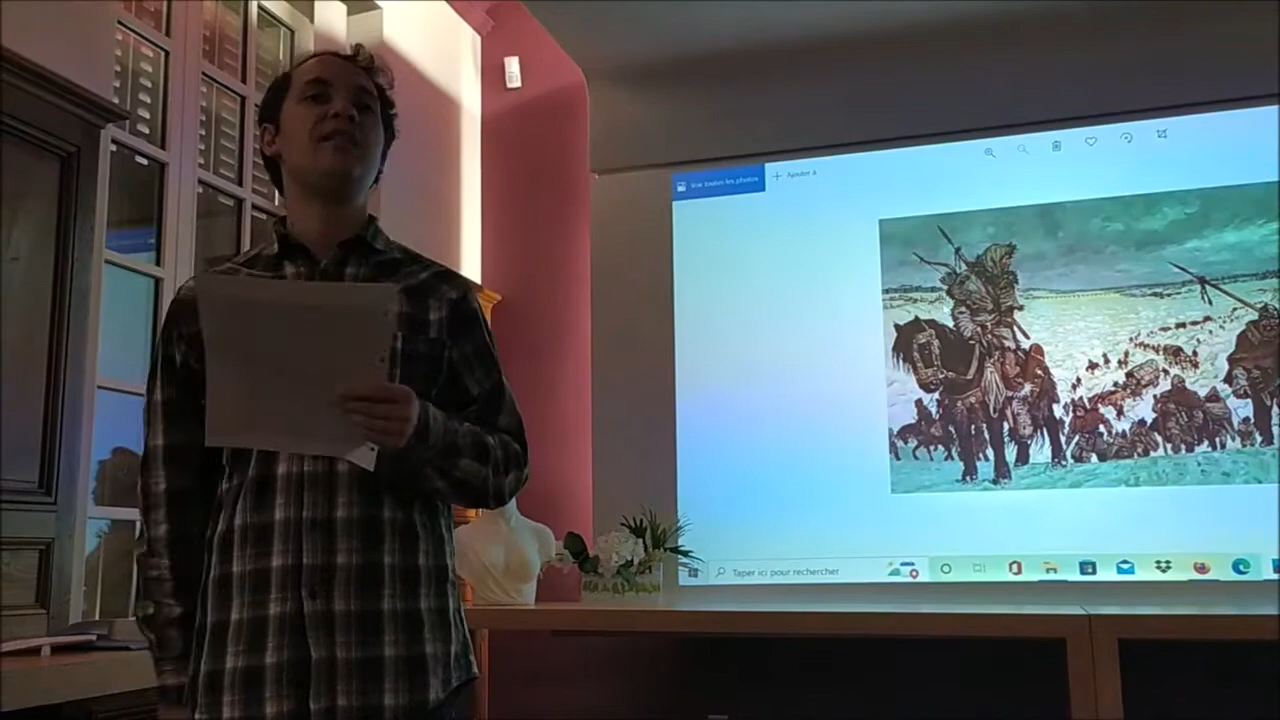 Voir toutes les photos
Ajouter à
Taper ici pour rechercher